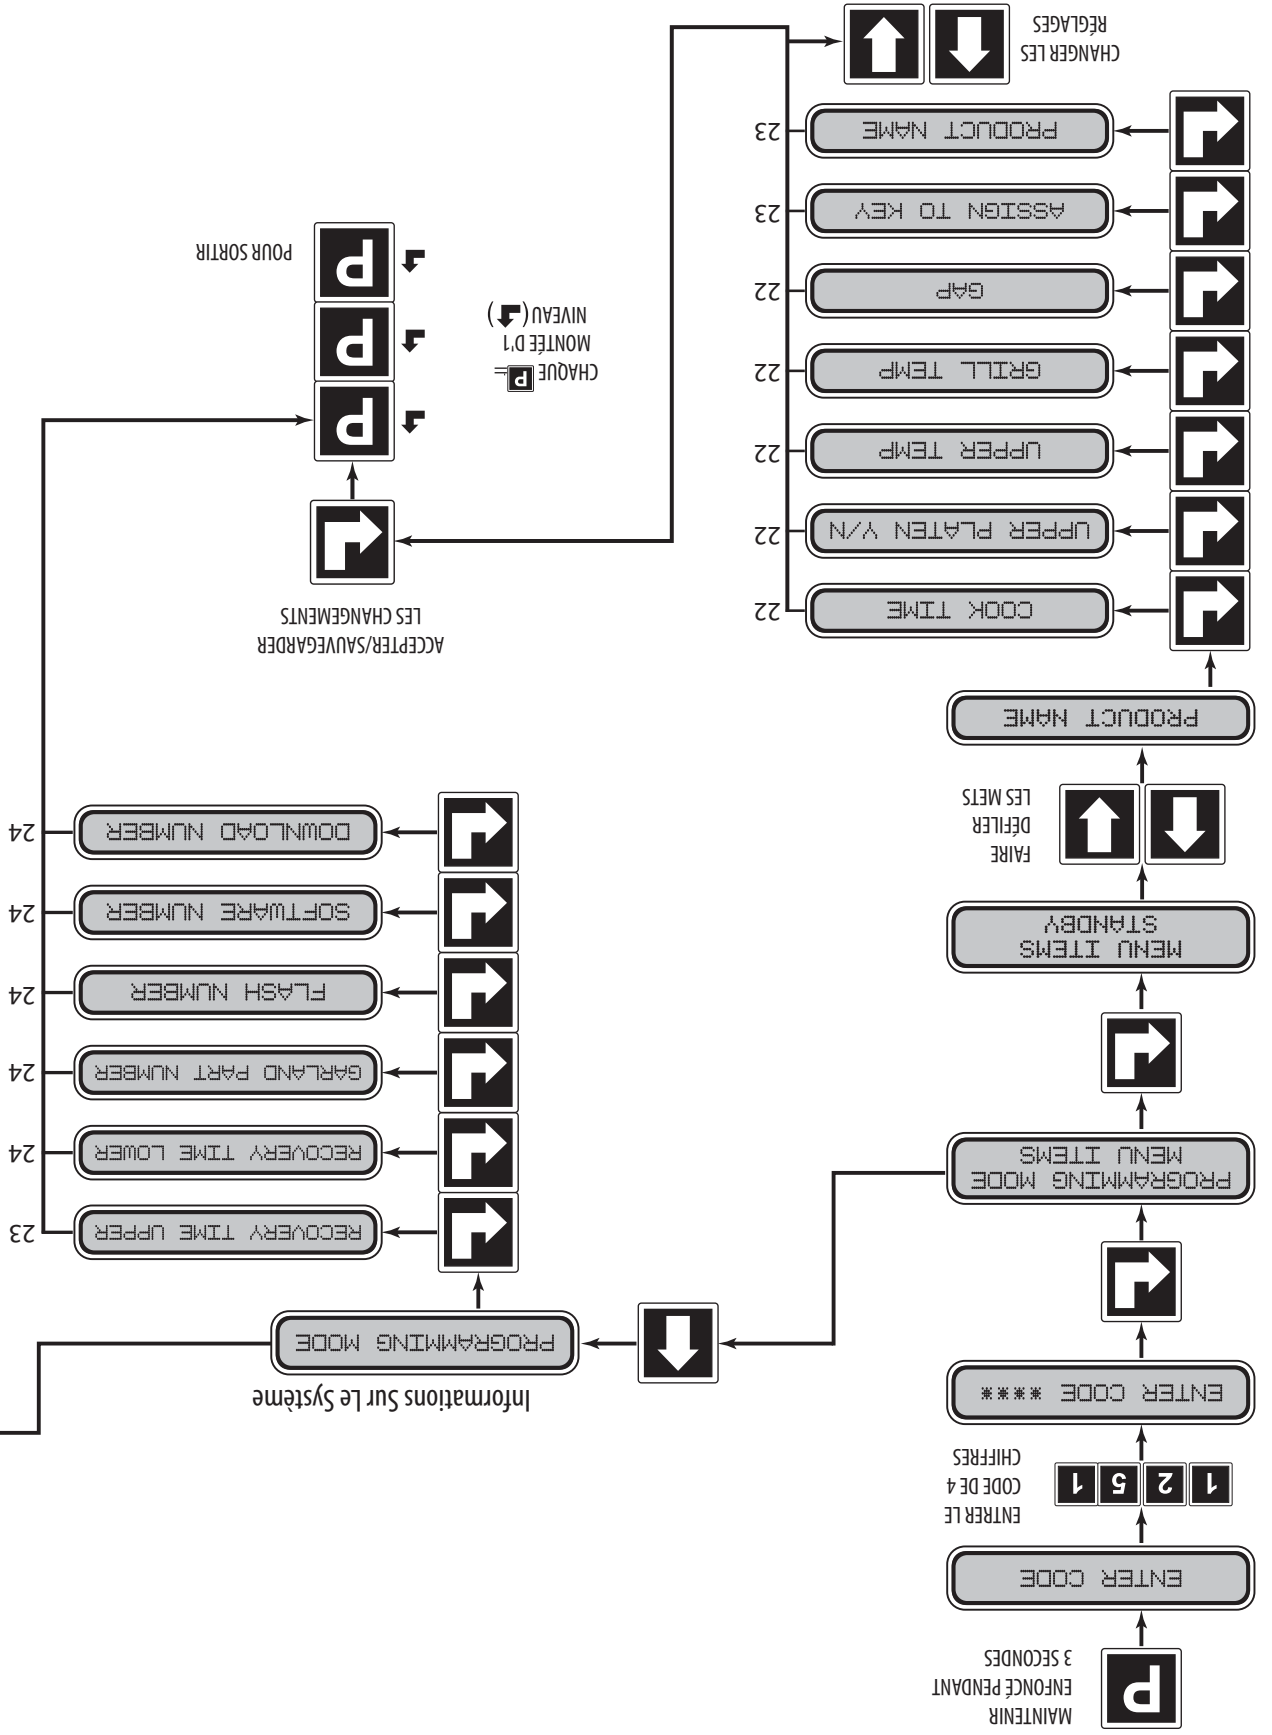 P
MAINTENIR
ENFONCÉ PENDANT
3 SECONDES
ENTER CODE
1 2 5 1
ENTRER LE
CODE DE 4
CHIFFRES
ENTER CODE ****
PROGRAMMING MODE
MENU ITEMS
MENU ITEMS
STANDBY
FAIRE
DÉFILER
LES METS
PRODUCT NAME
COOK TIME 22
UPPER PLATEN Y/N 22
UPPER TEMP 22
GRILL TEMP 22
GAP 22
ASSIGN TO KEY 23
PRODUCT NAME 23
CHANGER LES
RÉGLAGES
Informations Sur Le Système
PROGRAMMING MODE
RECOVERY TIME UPPER 23
RECOVERY TIME LOWER 24
GARLAND PART NUMBER 24
FLASH NUMBER 24
SOFTWARE NUMBER 24
DOWNLOAD NUMBER 24
ACCEPTER/SAUVEGARDER
LES CHANGEMENTS
P
P
P
CHAQUE P =
MONTÉE D'1
NIVEAU ( )
POUR SORTIR